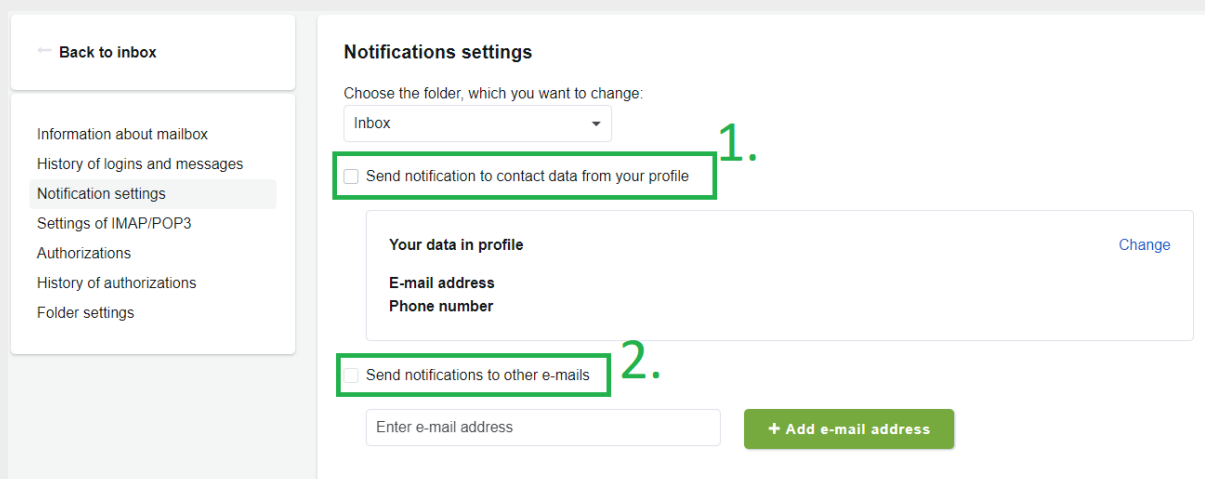 Back to inbox
Information about mailbox
History of logins and messages
Notification settings
Settings of IMAP/POP3
Authorizations
History of authorizations
Folder settings
Notifications settings
Choose the folder, which you want to change:
Inbox
1.
Send notification to contact data from your profile
Your data in profile
Change
E-mail address
Phone number
2.
Send notifications to other e-mails
Enter e-mail address
+ Add e-mail address